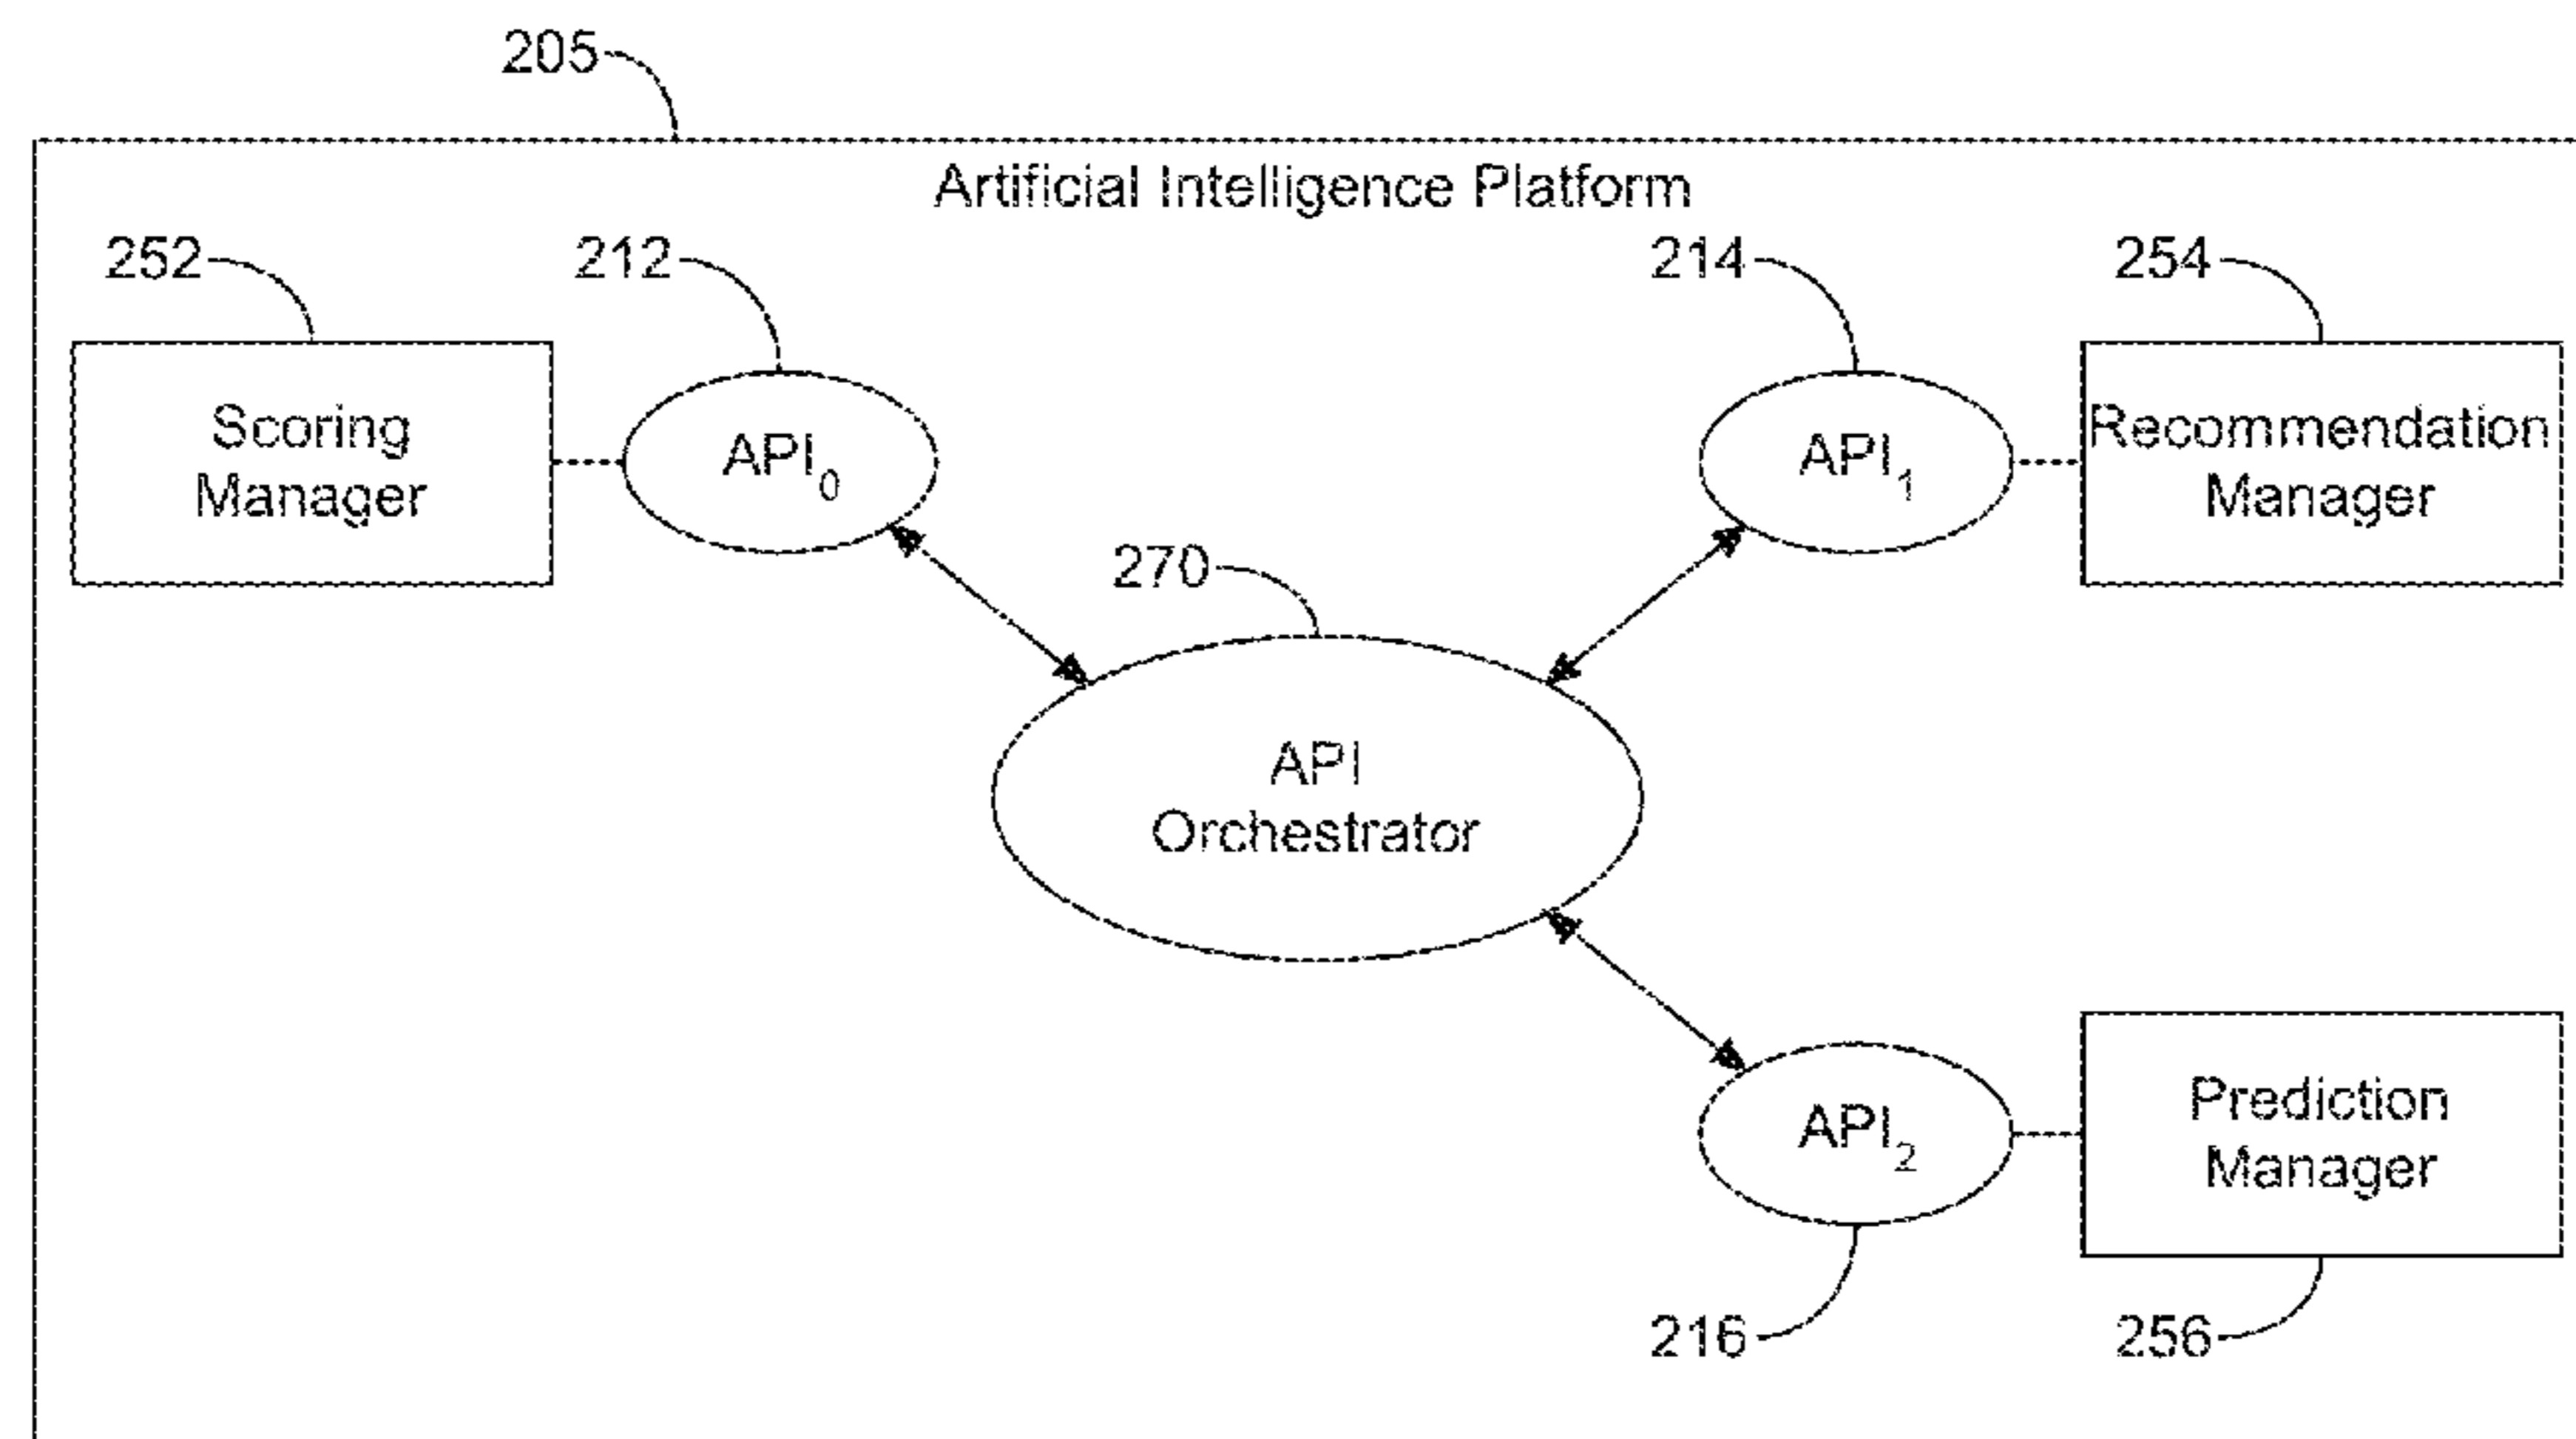 205
Artificial Intelligence Platform
252
212
214
254
Scoring
Manager
API₀
API₁
Recommendation
Manager
270
API
Orchestrator
API₂
Prediction
Manager
216
256